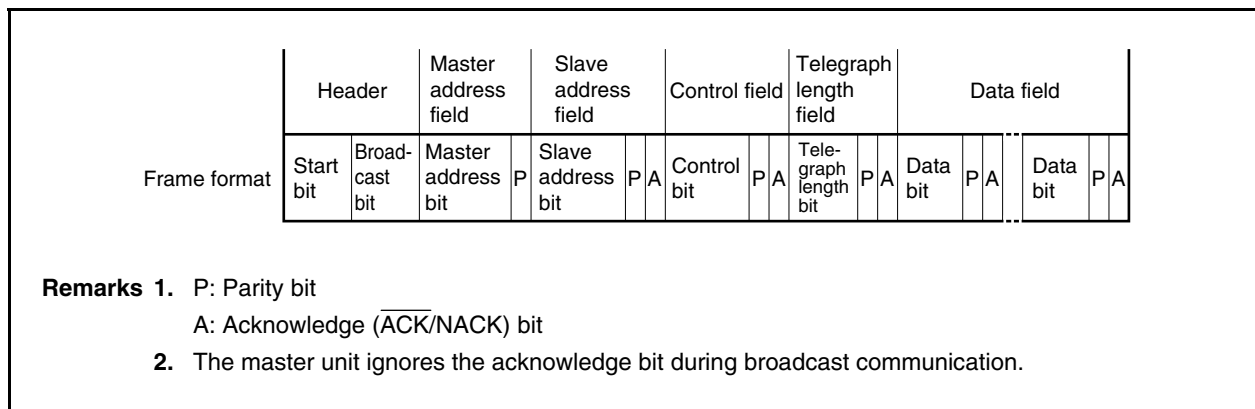 Header
Master address field
Slave address field
Control field
Telegraph length field
Data field
Frame format
Start bit
Broad-cast bit
Master address bit
P
Slave address bit
P
A
Control bit
P
A
Tele-graph length bit
P
A
Data bit
P
A
Data bit
P
A
Remarks 1. P: Parity bit
A: Acknowledge (ACK/NACK) bit
2. The master unit ignores the acknowledge bit during broadcast communication.